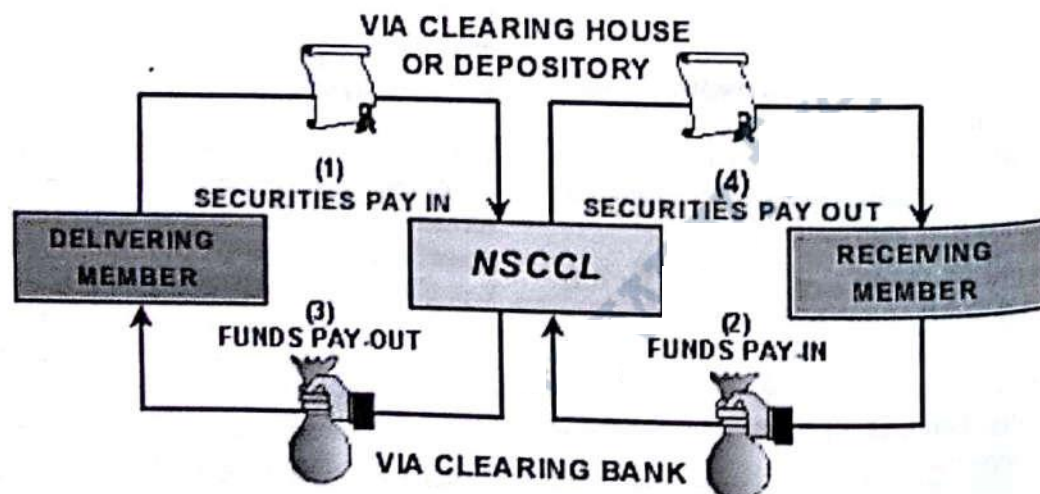 VIA CLEARING HOUSE
OR DEPOSITORY
(1)
SECURITIES PAY IN
(4)
SECURITIES PAY OUT
DELIVERING
MEMBER
NSCCL
RECEIVING
MEMBER
(3)
FUNDS PAY-OUT
(2)
FUNDS PAY-IN
VIA CLEARING BANK